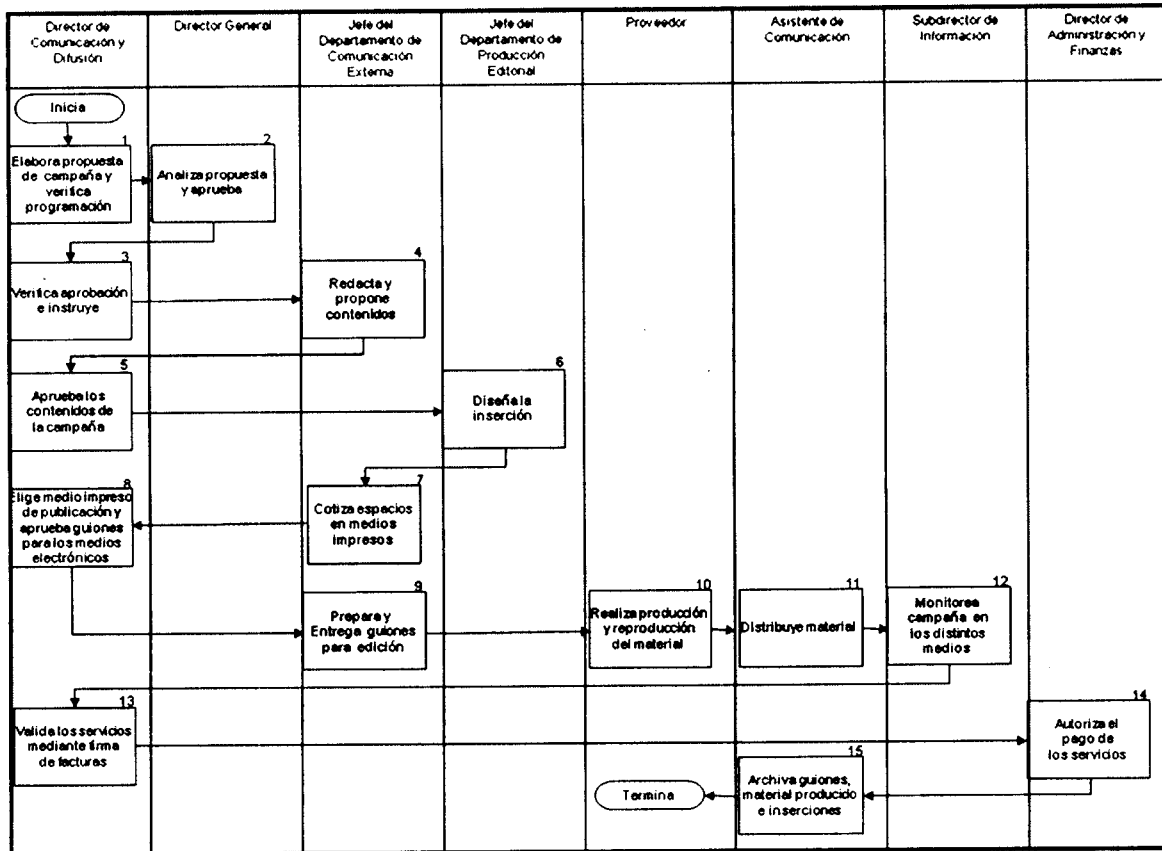 Director de
Comunicación y
Difusión
Director General
Jefe del
Departamento de
Comunicación
Externa
Jefe del
Departamento de
Producción
Editorial
Proveedor
Asistente de
Comunicación
Subdirector de
Información
Director de
Administración y
Finanzas
Inicia
1
Elabora propuesta
de campaña y
verifica
programación
2
Analiza propuesta
y aprueba
3
Verifica aprobación
e instruye
4
Redacta y
propone
contenidos
5
Aprueba los
contenidos de
la campaña
6
Diseña la
inserción
7
Cotiza espacios
en medios
impresos
8
Elige medio impreso
de publicación y
aprueba guiones
para los medios
electrónicos
9
Prepara y
Entrega guiones
para edición
10
Realiza producción
y reproducción
del material
11
Distribuye material
12
Monitorea
campaña en
los distintos
medios
13
Valida los servicios
mediante firma
de facturas
14
Autoriza el
pago de
los servicios
15
Archiva guiones,
material producido
e inserciones
Termina